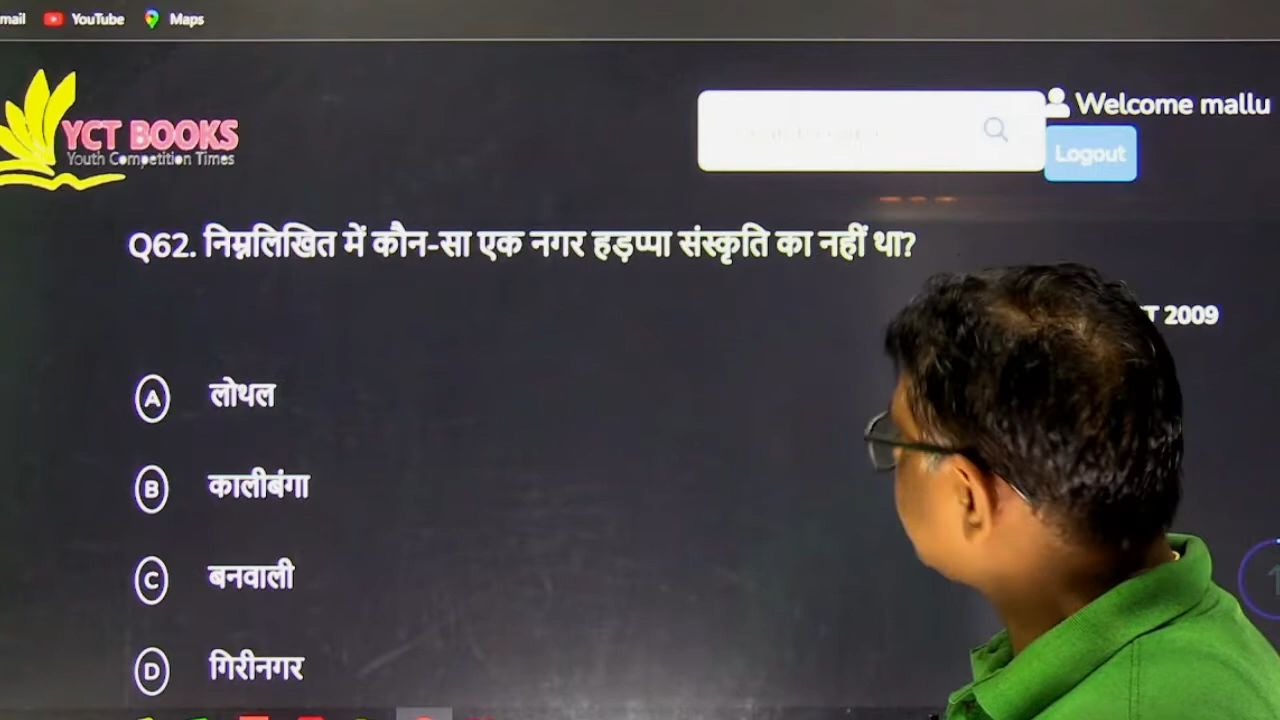 YouTube
Maps
YCT BOOKS
Youth Competition Times
Welcome mallu
Logout
Q62. निम्नलिखित में कौन-सा एक नगर हड़प्पा संस्कृति का नहीं था?
2009
A लोथल
B कालीबंगा
C बनवाली
D गिरीनगर